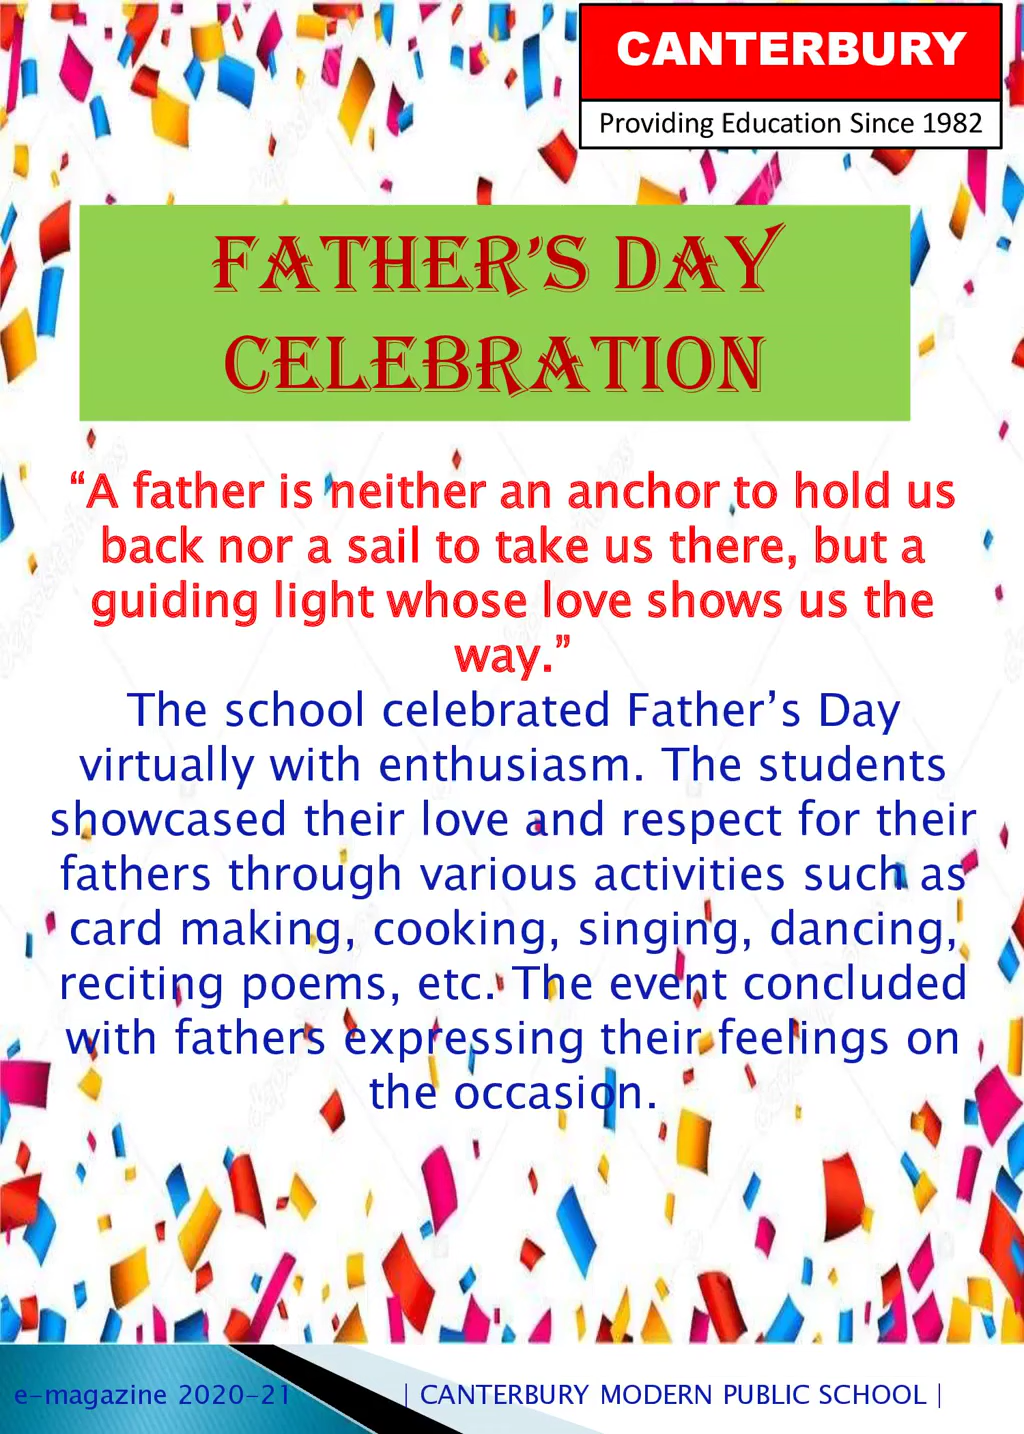 CANTERBURY
Providing Education Since 1982
FATHER’S DAY
CELEBRATION
“A father is neither an anchor to hold us
back nor a sail to take us there, but a
guiding light whose love shows us the
way.”
The school celebrated Father’s Day
virtually with enthusiasm. The students
showcased their love and respect for their
fathers through various activities such as
card making, cooking, singing, dancing,
reciting poems, etc. The event concluded
with fathers expressing their feelings on
the occasion.
e-magazine 2020-21 | CANTERBURY MODERN PUBLIC SCHOOL |